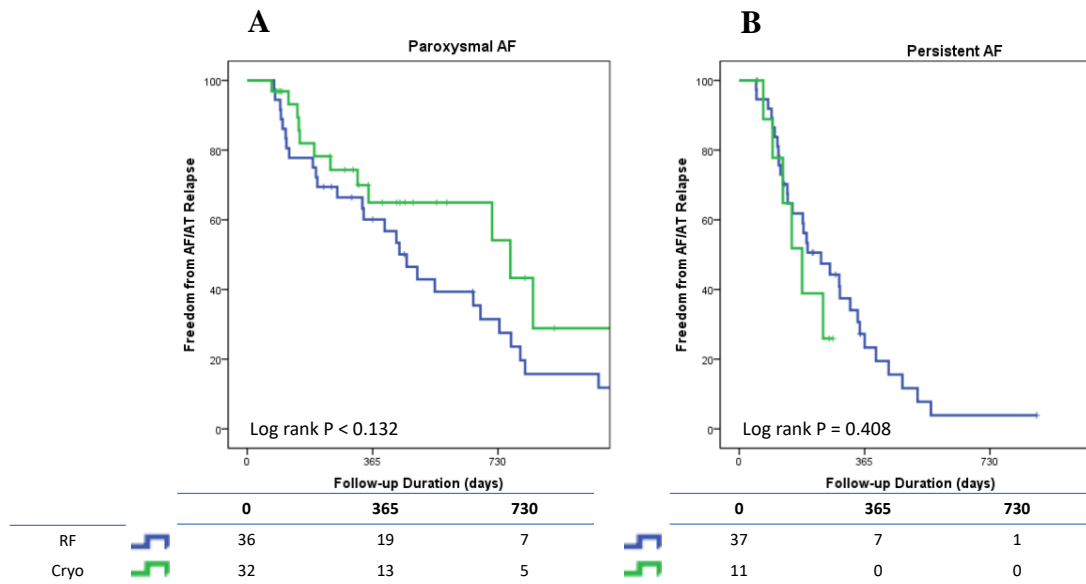 A
B
Paroxysmal AF
Persistent AF
Freedom from AF/AT Relapse
100
80
60
40
20
0
Log rank P < 0.132
0 365 730
Follow-up Duration (days)
Freedom from AF/AT Relapse
100
80
60
40
20
0
Log rank P = 0.408
0 365 730
Follow-up Duration (days)
0 365 730 0 365 730
RF 36 19 7 37 7 1
Cryo 32 13 5 11 0 0